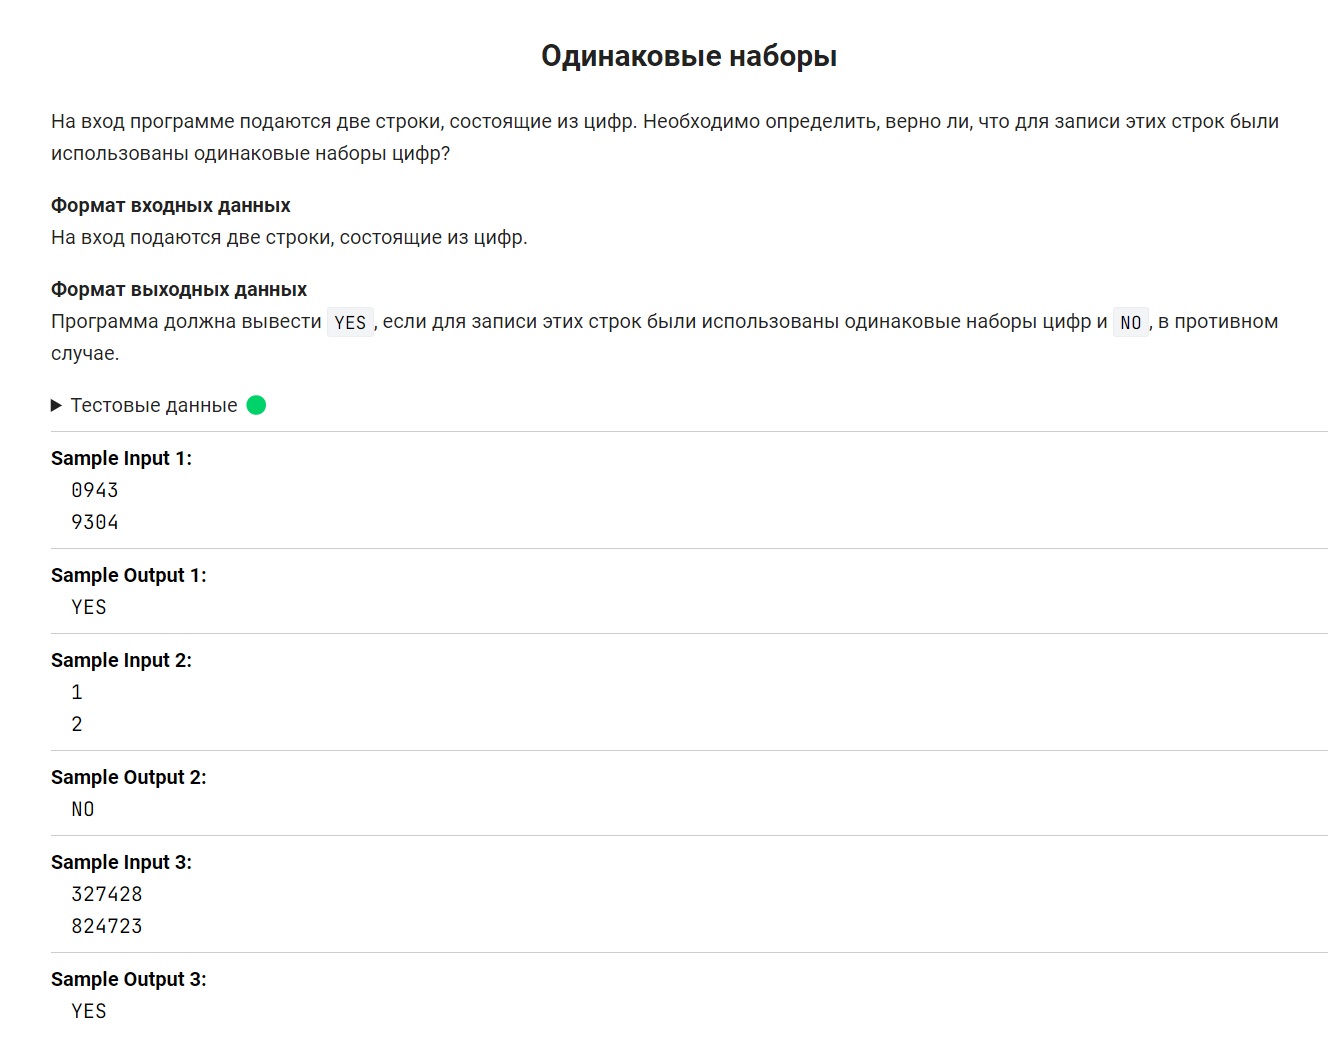 Одинаковые наборы
На вход программе подаются две строки, состоящие из цифр. Необходимо определить, верно ли, что для записи этих строк были
использованы одинаковые наборы цифр?
Формат входных данных
На вход подаются две строки, состоящие из цифр.
Формат выходных данных
Программа должна вывести YES, если для записи этих строк были использованы одинаковые наборы цифр и NO, в противном
случае.
Тестовые данные
Sample Input 1:
0943
9304
Sample Output 1:
YES
Sample Input 2:
1
2
Sample Output 2:
NO
Sample Input 3:
327428
824723
Sample Output 3:
YES